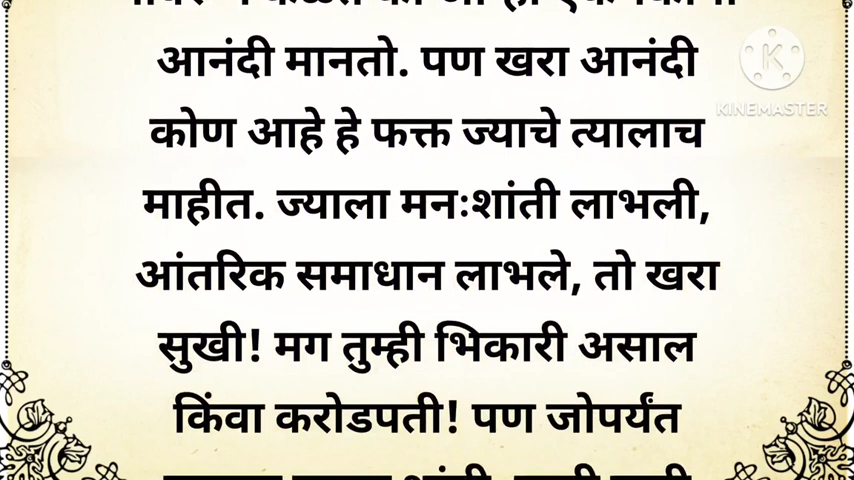 आनंदी मानतो. पण खरा आनंदी
KINEMASTER
कोण आहे हे फक्त ज्याचे त्यालाच
माहीत. ज्याला मनःशांती लाभली,
आंतरिक समाधान लाभले, तो खरा
सुखी! मग तुम्ही भिकारी असाल
किंवा करोडपती! पण जोपर्यंत